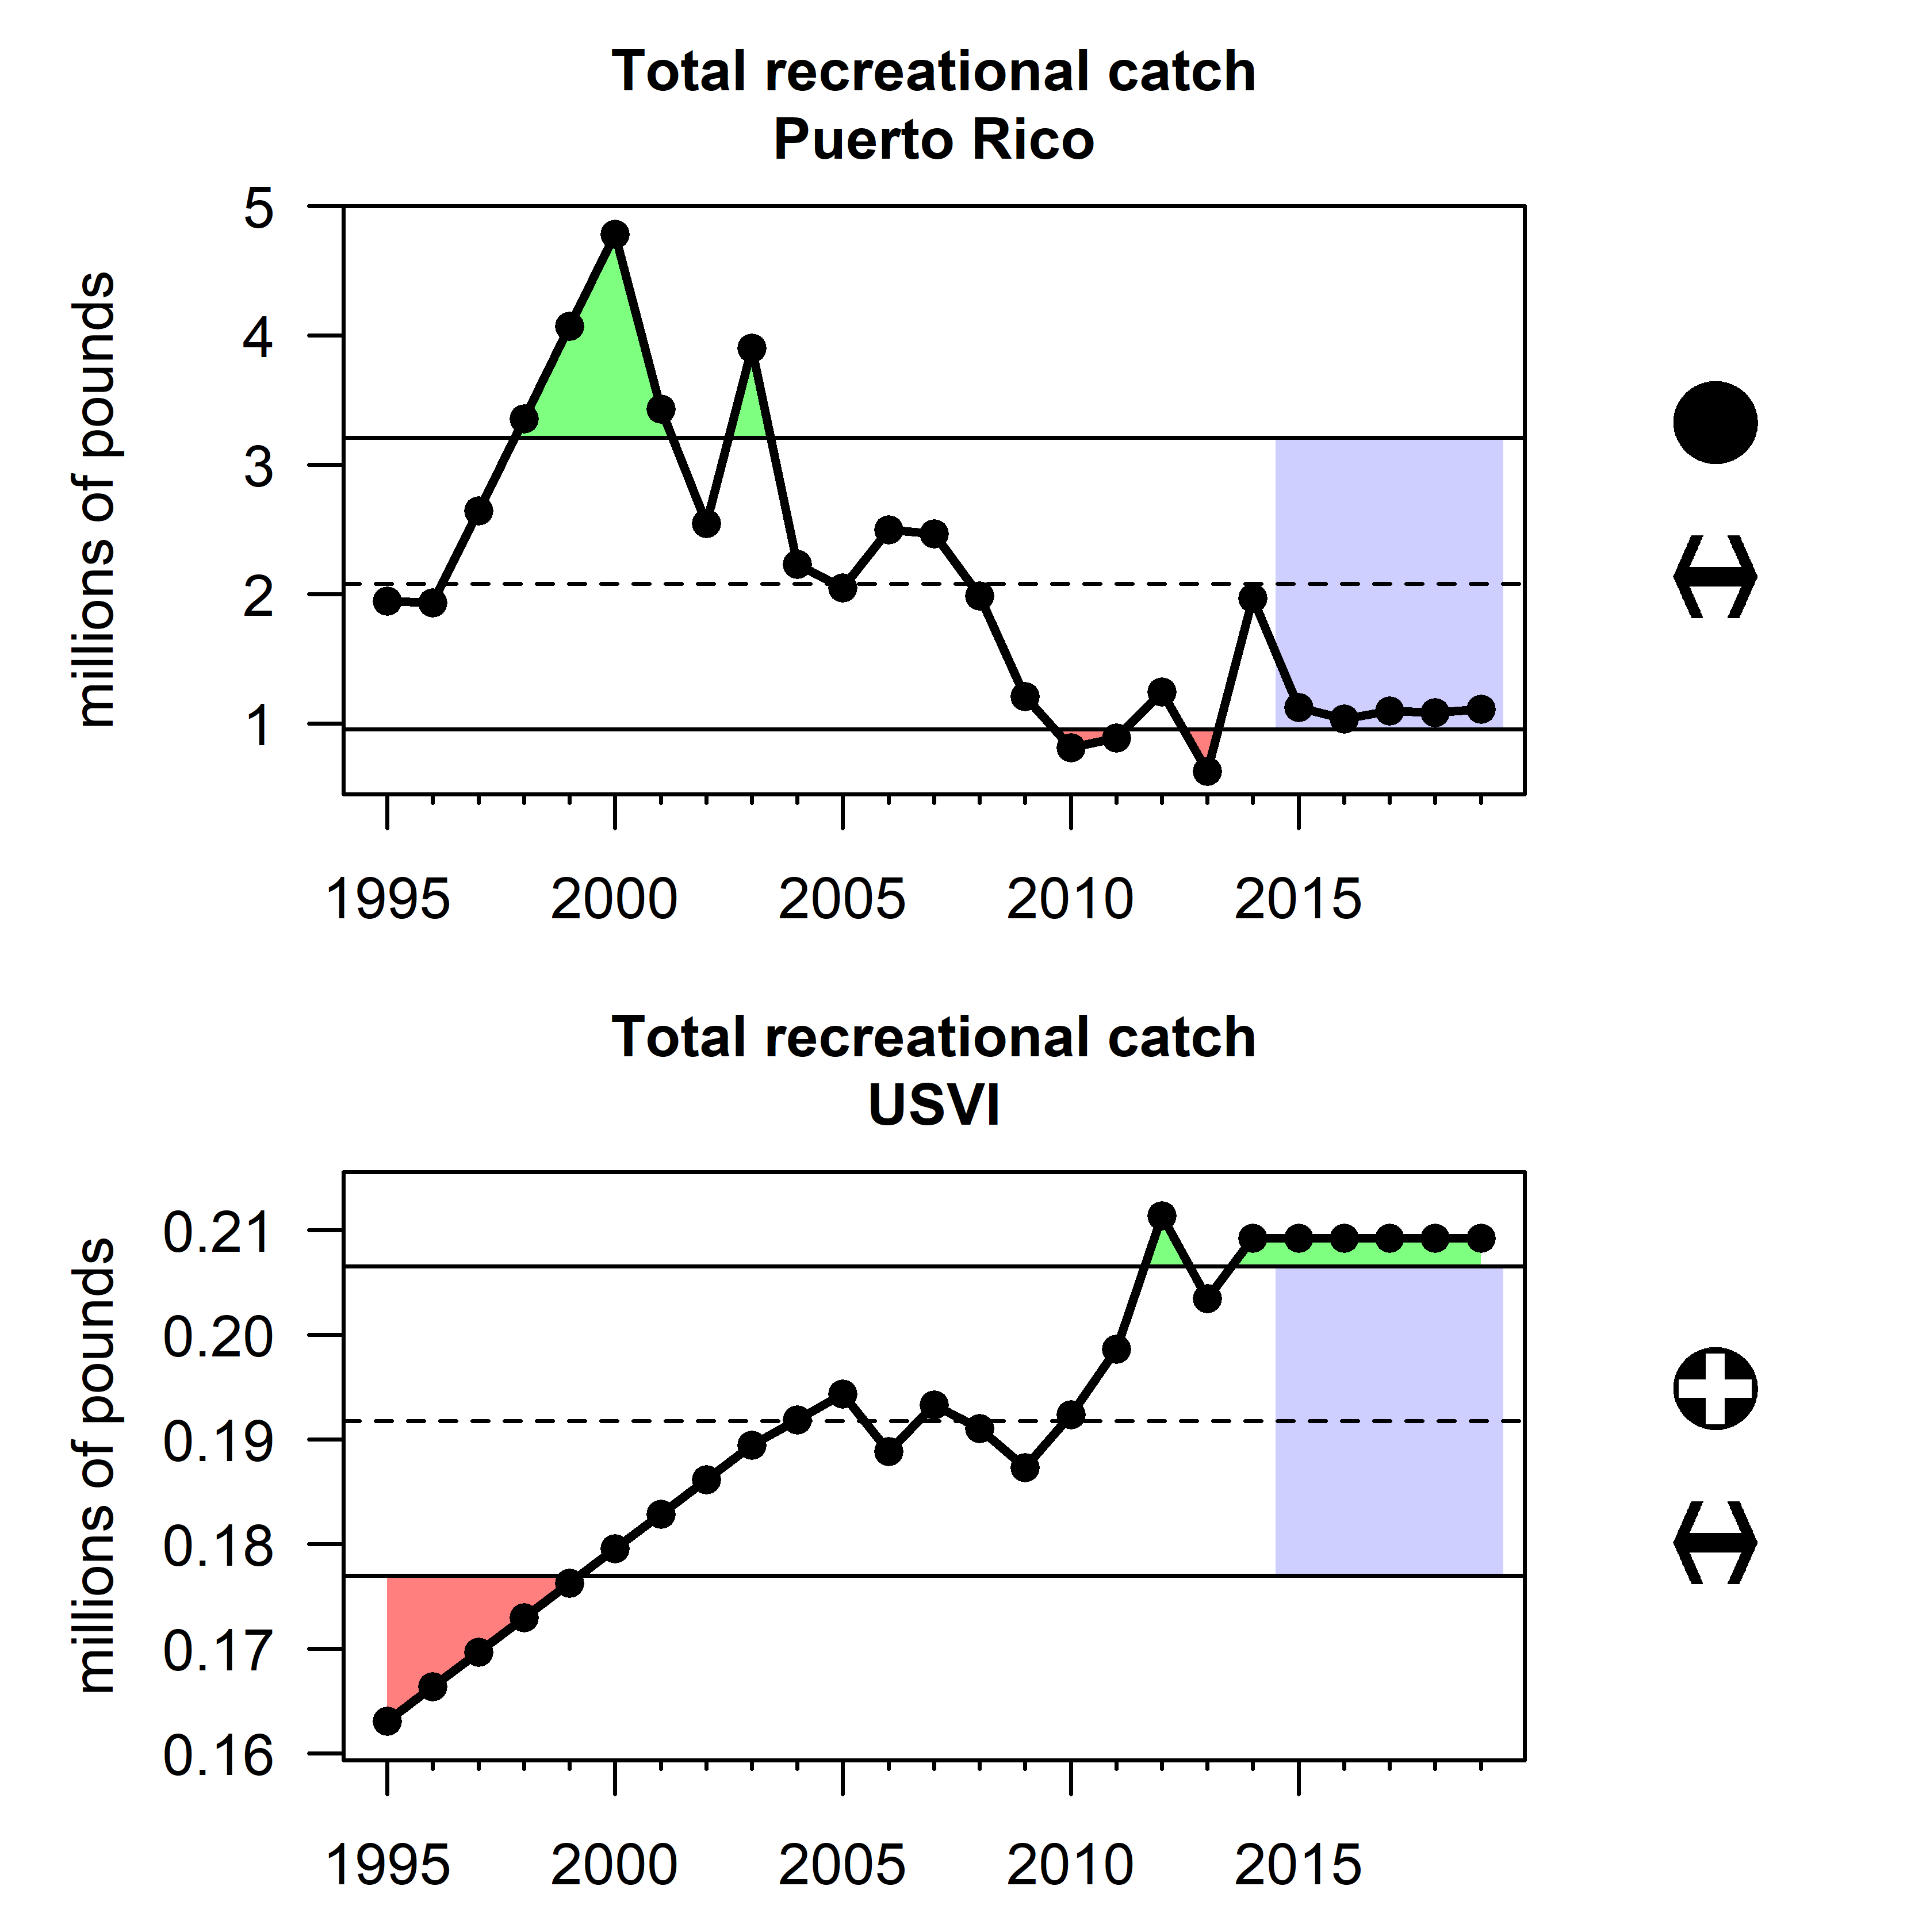 Total recreational catch
Puerto Rico
millions of pounds
5
4
3
2
1
1995 2000 2005 2010 2015
Total recreational catch
USVI
millions of pounds
0.21
0.20
0.19
0.18
0.17
0.16
1995 2000 2005 2010 2015